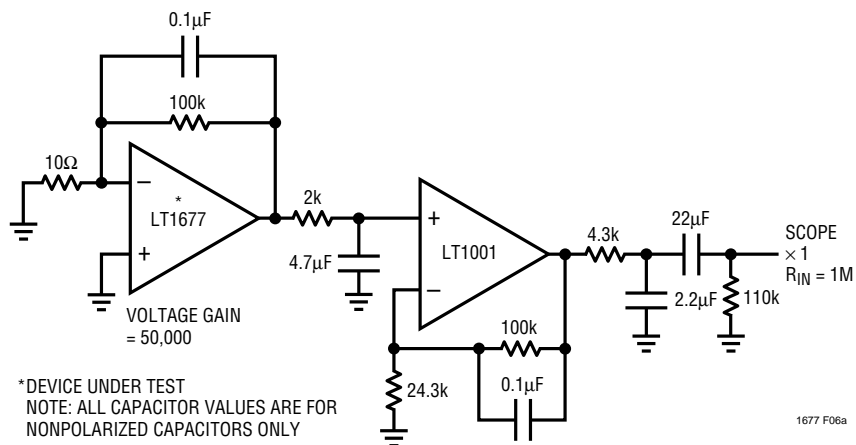 0.1µF
100k
10Ω
–
*
LT1677
+
VOLTAGE GAIN
= 50,000
2k
4.7µF
+
LT1001
–
4.3k
22µF
SCOPE
× 1
R_IN = 1M
2.2µF
110k
100k
24.3k
0.1µF
*DEVICE UNDER TEST
NOTE: ALL CAPACITOR VALUES ARE FOR
NONPOLARIZED CAPACITORS ONLY
1677 F06a